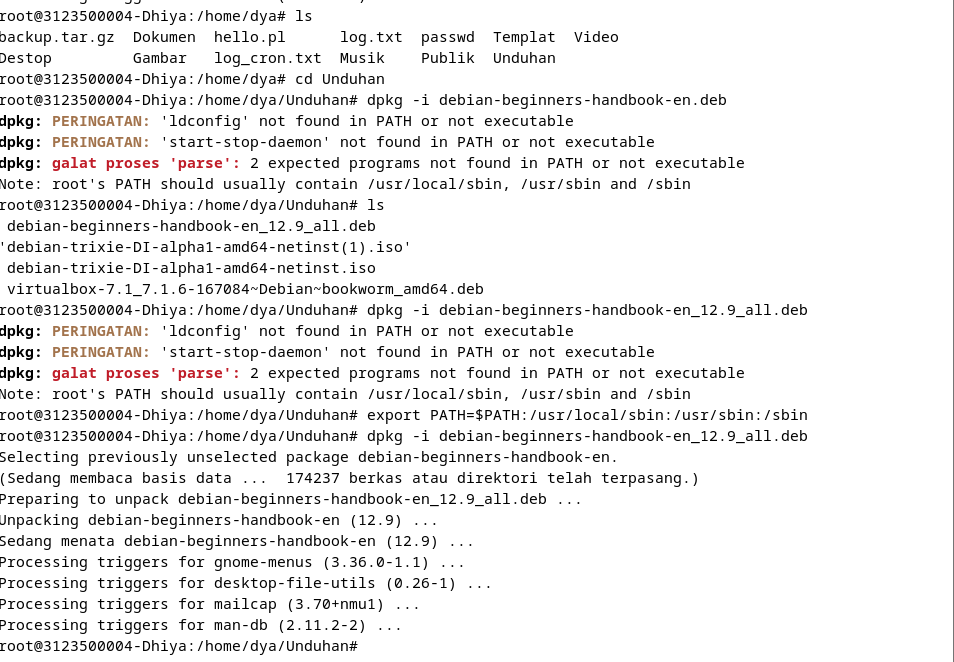 root@3123500004-Dhiya:/home/dya# ls
backup.tar.gz  Dokumen  hello.pl      log.txt  passwd  Templat  Video
Destop         Gambar   log_cron.txt  Musik    Publik  Unduhan
root@3123500004-Dhiya:/home/dya# cd Unduhan
root@3123500004-Dhiya:/home/dya/Unduhan# dpkg -i debian-beginners-handbook-en.deb
dpkg: PERINGATAN: 'ldconfig' not found in PATH or not executable
dpkg: PERINGATAN: 'start-stop-daemon' not found in PATH or not executable
dpkg: galat proses 'parse': 2 expected programs not found in PATH or not executable
Note: root's PATH should usually contain /usr/local/sbin, /usr/sbin and /sbin
root@3123500004-Dhiya:/home/dya/Unduhan# ls
 debian-beginners-handbook-en_12.9_all.deb
'debian-trixie-DI-alpha1-amd64-netinst(1).iso'
 debian-trixie-DI-alpha1-amd64-netinst.iso
 virtualbox-7.1_7.1.6-167084~Debian~bookworm_amd64.deb
root@3123500004-Dhiya:/home/dya/Unduhan# dpkg -i debian-beginners-handbook-en_12.9_all.deb
dpkg: PERINGATAN: 'ldconfig' not found in PATH or not executable
dpkg: PERINGATAN: 'start-stop-daemon' not found in PATH or not executable
dpkg: galat proses 'parse': 2 expected programs not found in PATH or not executable
Note: root's PATH should usually contain /usr/local/sbin, /usr/sbin and /sbin
root@3123500004-Dhiya:/home/dya/Unduhan# export PATH=$PATH:/usr/local/sbin:/usr/sbin:/sbin
root@3123500004-Dhiya:/home/dya/Unduhan# dpkg -i debian-beginners-handbook-en_12.9_all.deb
Selecting previously unselected package debian-beginners-handbook-en.
(Sedang membaca basis data ...  174237 berkas atau direktori telah terpasang.)
Preparing to unpack debian-beginners-handbook-en_12.9_all.deb ...
Unpacking debian-beginners-handbook-en (12.9) ...
Sedang menata debian-beginners-handbook-en (12.9) ...
Processing triggers for gnome-menus (3.36.0-1.1) ...
Processing triggers for desktop-file-utils (0.26-1) ...
Processing triggers for mailcap (3.70+nmu1) ...
Processing triggers for man-db (2.11.2-2) ...
root@3123500004-Dhiya:/home/dya/Unduhan#